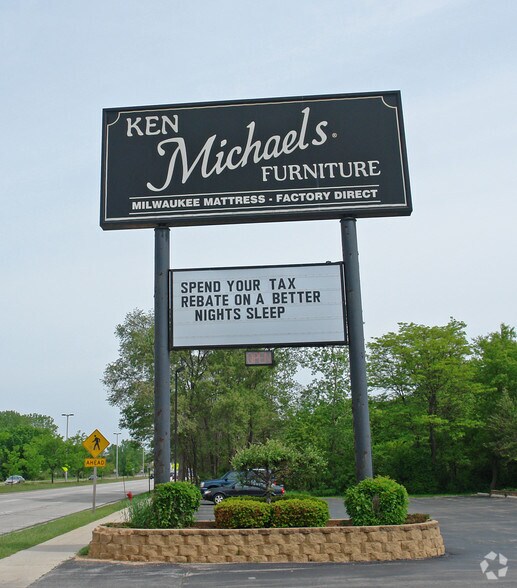 KEN
Michaels®
FURNITURE
MILWAUKEE MATTRESS - FACTORY DIRECT
SPEND YOUR TAX
REBATE ON A BETTER
NIGHTS SLEEP
AHEAD